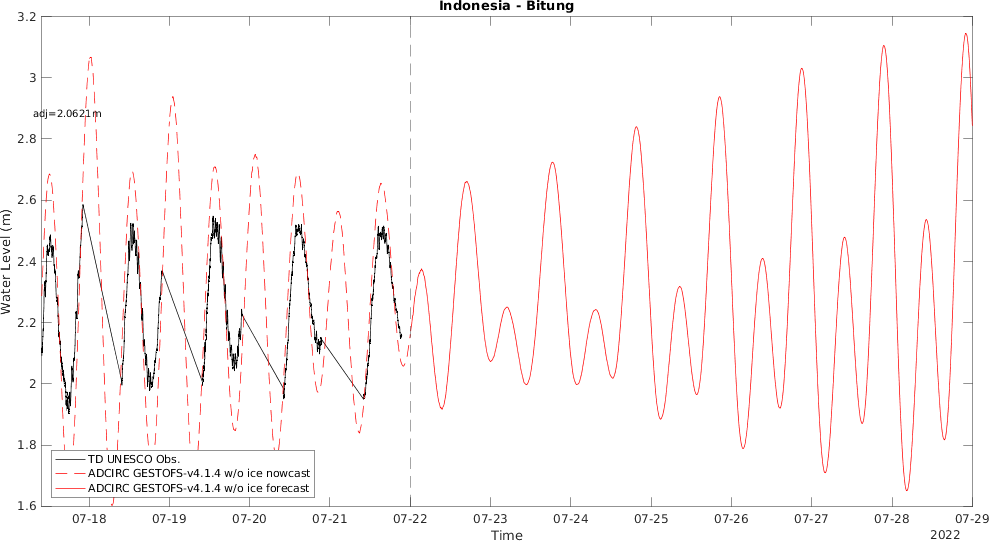 Indonesia - Bitung
3.2
3
2.8
2.6
2.4
2.2
2
1.8
1.6
Water Level (m)
adj=2.0621m
TD UNESCO Obs.
ADCIRC GESTOFS-v4.1.4 w/o ice nowcast
ADCIRC GESTOFS-v4.1.4 w/o ice forecast
07-18 07-19 07-20 07-21 07-22 07-23 07-24 07-25 07-26 07-27 07-28 07-29
Time
2022